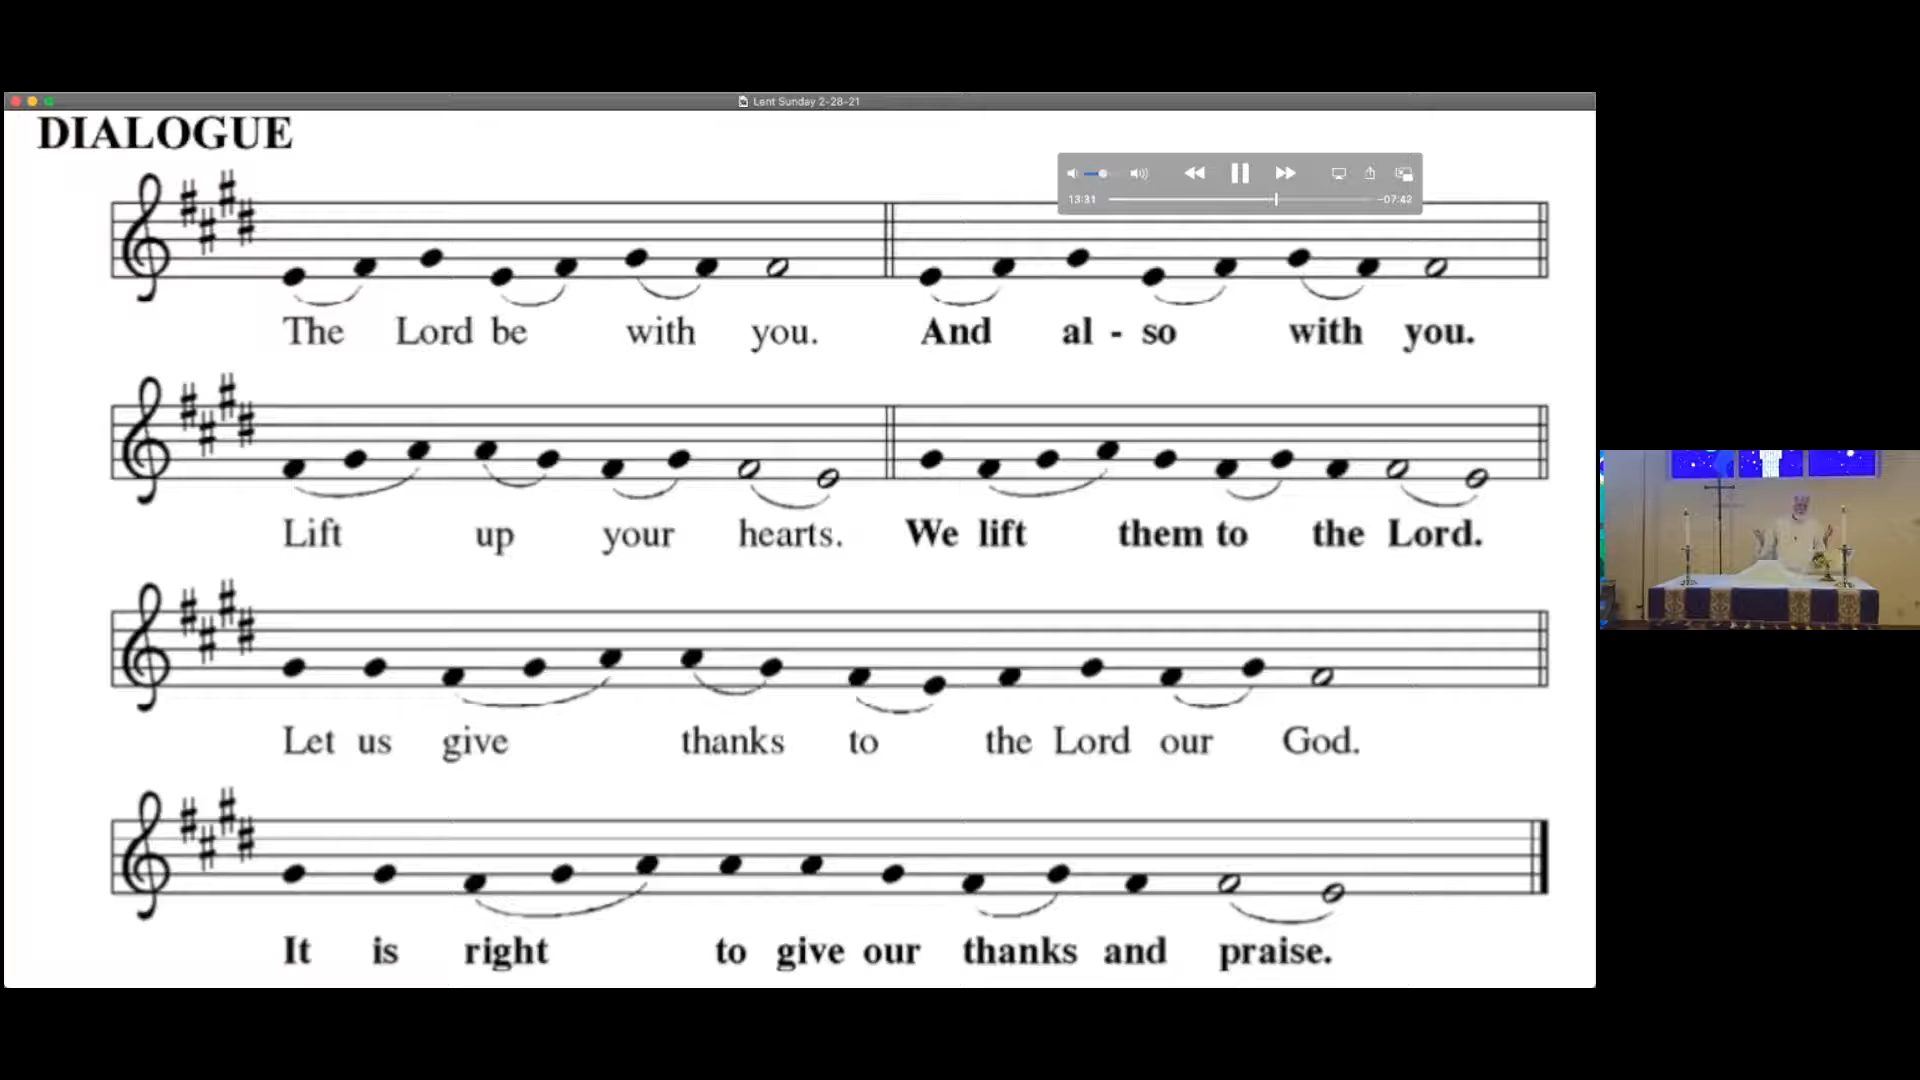 Lent Sunday 2-28-21
DIALOGUE
13:31 -07:42
The Lord be with you. And al - so with you.
Lift up your hearts. We lift them to the Lord.
Let us give thanks to the Lord our God.
It is right to give our thanks and praise.